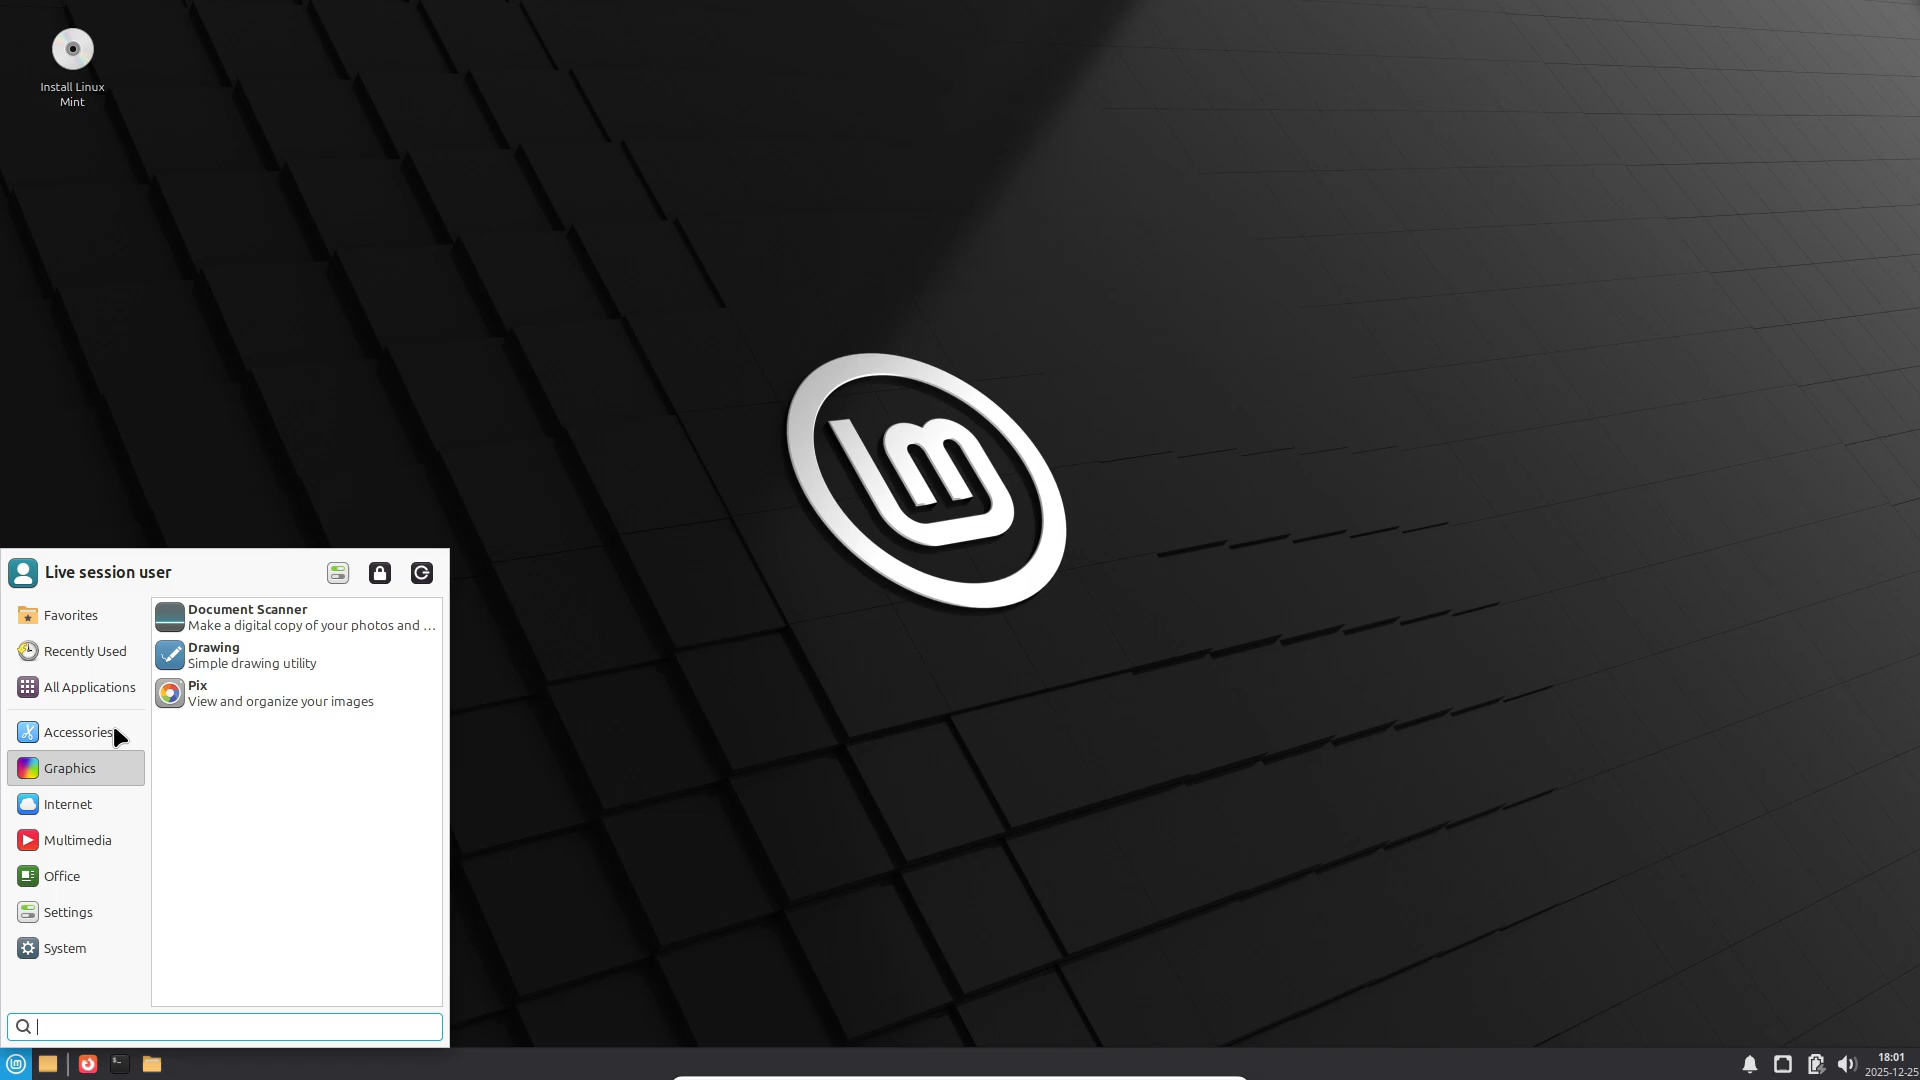 Install Linux
Mint
Live session user
Favorites
Recently Used
All Applications
Accessories
Graphics
Internet
Multimedia
Office
Settings
System
Document Scanner
Make a digital copy of your photos and ...
Drawing
Simple drawing utility
Pix
View and organize your images
18:01
2025-12-25